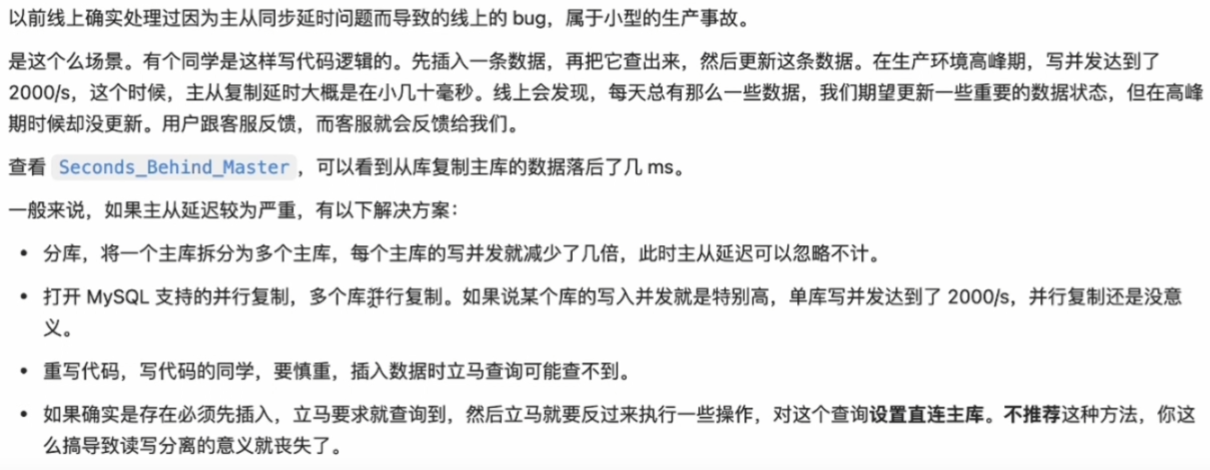 以前线上确实处理过因为主从同步延时问题而导致的线上的 bug，属于小型的生产事故。
是这个么场景。有个同学是这样写代码逻辑的。先插入一条数据，再把它查出来，然后更新这条数据。在生产环境高峰期，写并发达到了
2000/s，这个时候，主从复制延时大概是在小几十毫秒。线上会发现，每天总有那么一些数据，我们期望更新一些重要的数据状态，但在高峰
期时候却没更新。用户跟客服反馈，而客服就会反馈给我们。
查看 Seconds_Behind_Master ，可以看到从库复制主库的数据落后了几 ms。
一般来说，如果主从延迟较为严重，有以下解决方案：
• 分库，将一个主库拆分为多个主库，每个主库的写并发就减少了几倍，此时主从延迟可以忽略不计。
• 打开 MySQL 支持的并行复制，多个库并行复制。如果说某个库的写入并发就是特别高，单库写并发达到了 2000/s，并行复制还是没意
义。
• 重写代码，写代码的同学，要慎重，插入数据时立马查询可能查不到。
• 如果确实是存在必须先插入，立马要求就查询到，然后立马就要反过来执行一些操作，对这个查询设置直连主库。不推荐这种方法，你这
么搞导致读写分离的意义就丧失了。